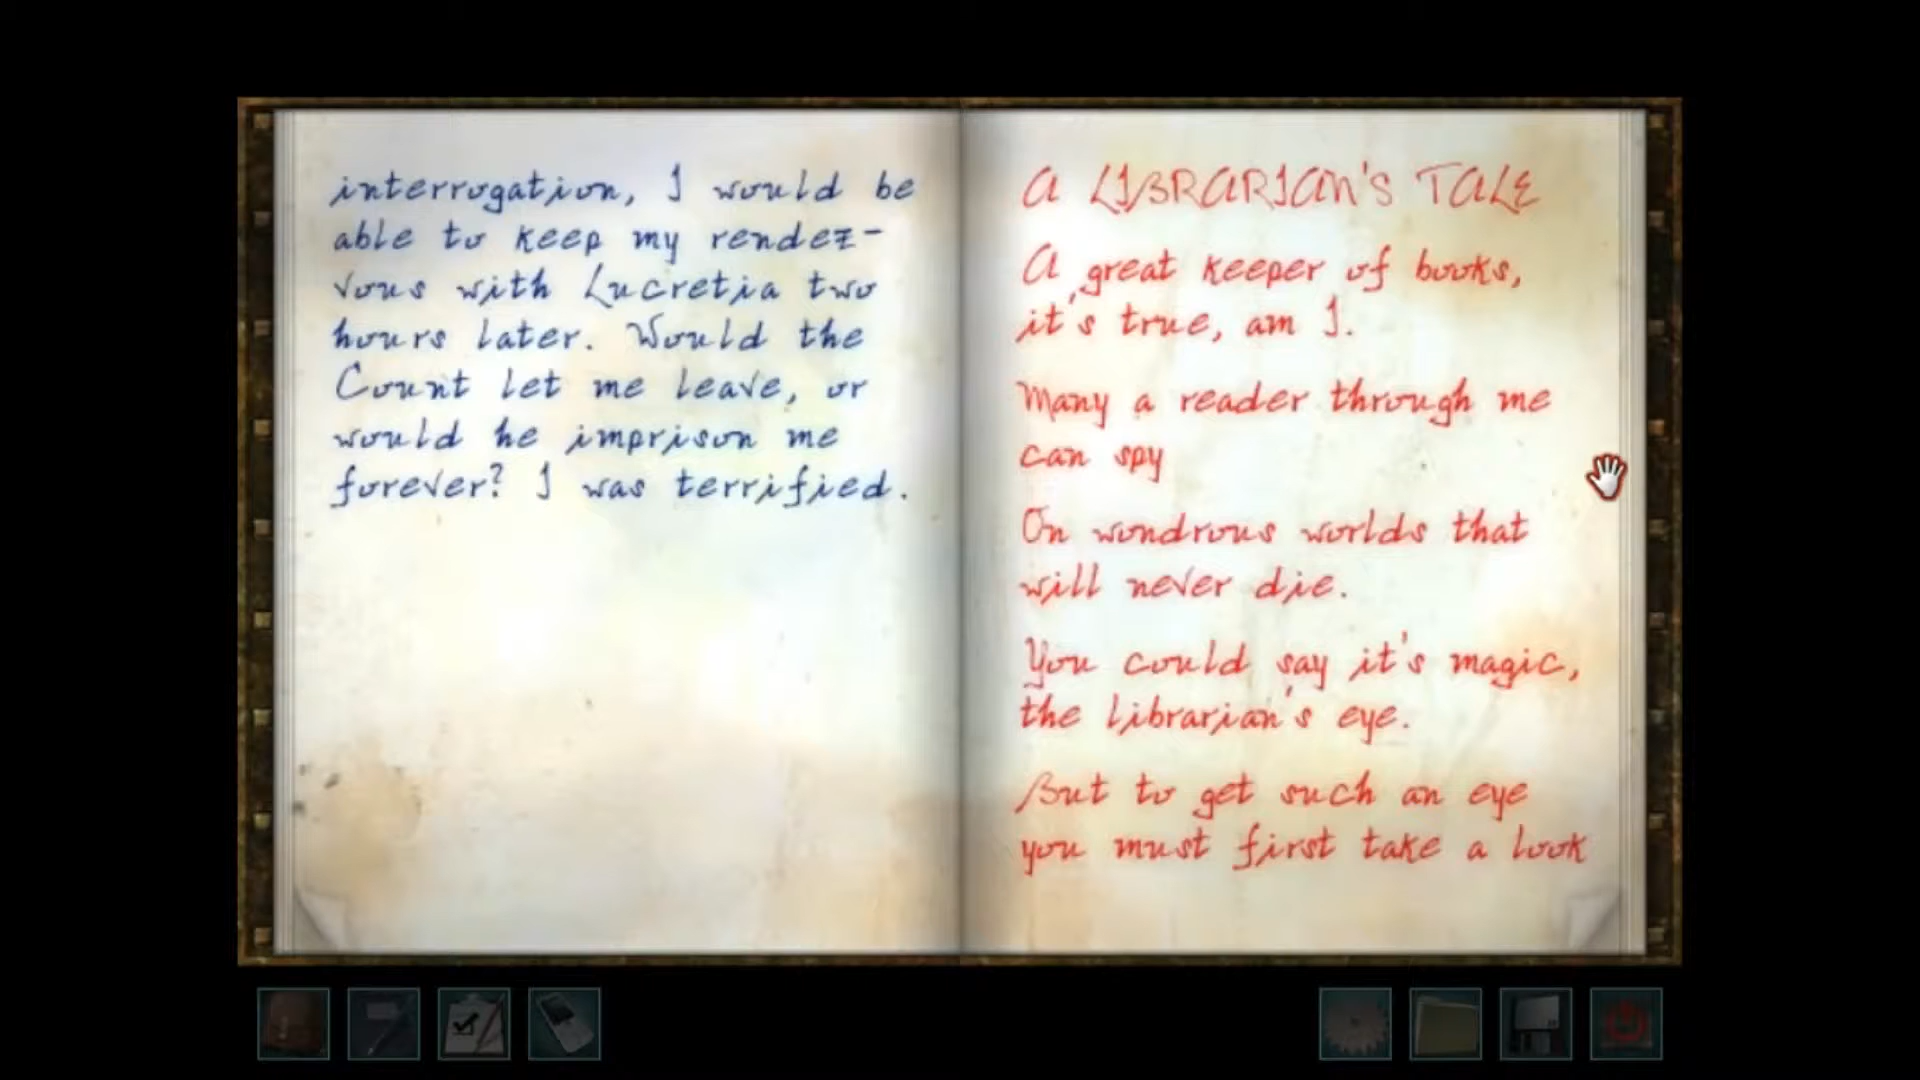 interrogation, I would be
able to keep my rendez-
vous with Lucretia two
hours later. Would the
Count let me leave, or
would he imprison me
forever? I was terrified.
A LIBRARIAN'S TALE
A great keeper of books,
it's true, am I.
Many a reader through me
can spy
On wondrous worlds that
will never die.
You could say it's magic,
the librarian's eye.
But to get such an eye
you must first take a look